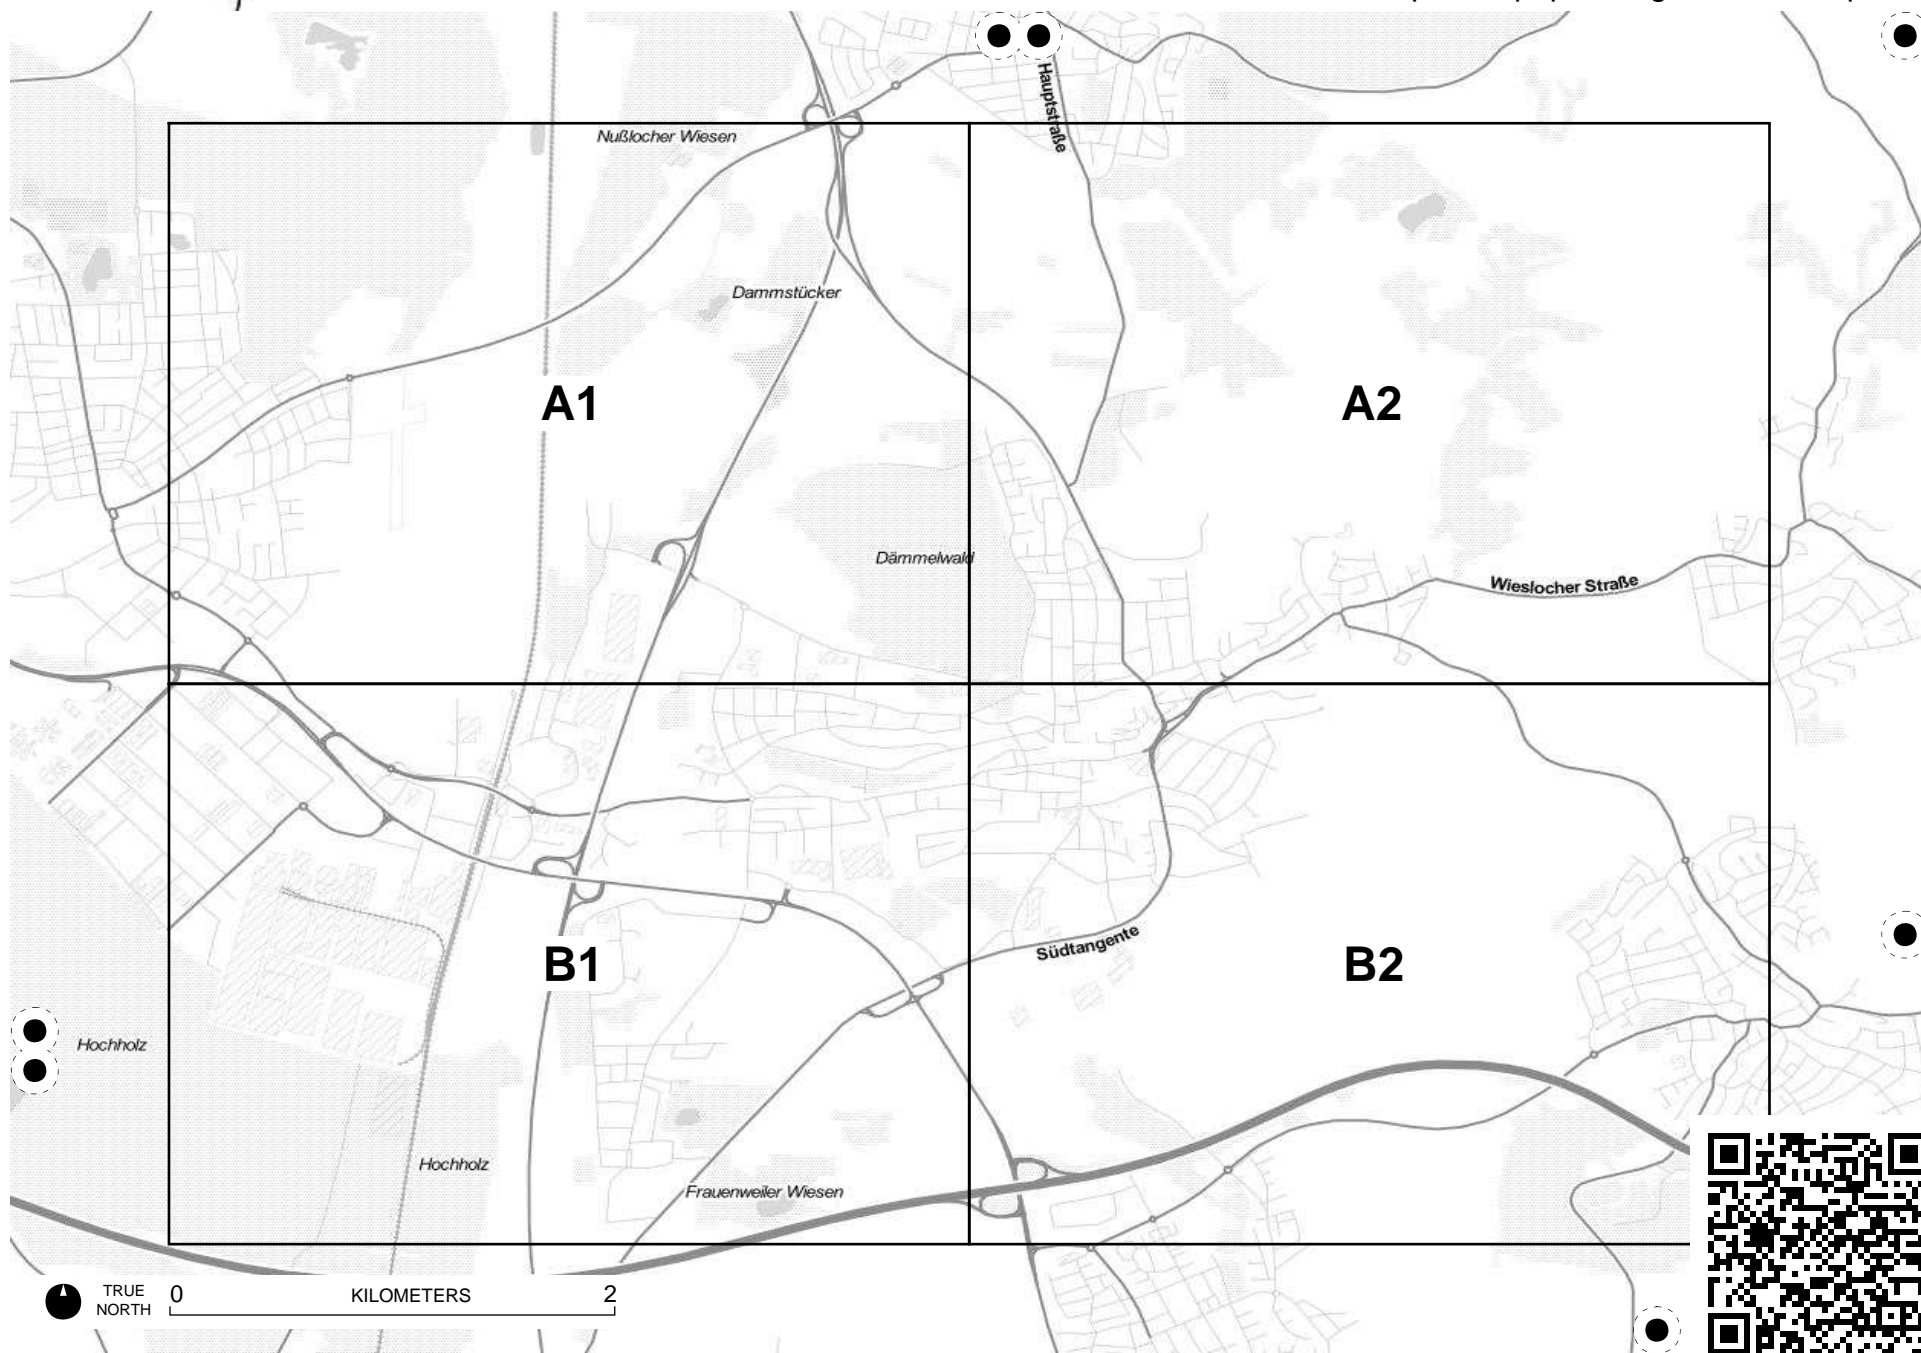 Hauptstraße
Nußlocher Wiesen
Dammstücker
A1
A2
Dämmelwald
Wieslocher Straße
Südtangente
B1
B2
Hochholz
Hochholz
Frauenweiler Wiesen
TRUE
NORTH
0 KILOMETERS 2